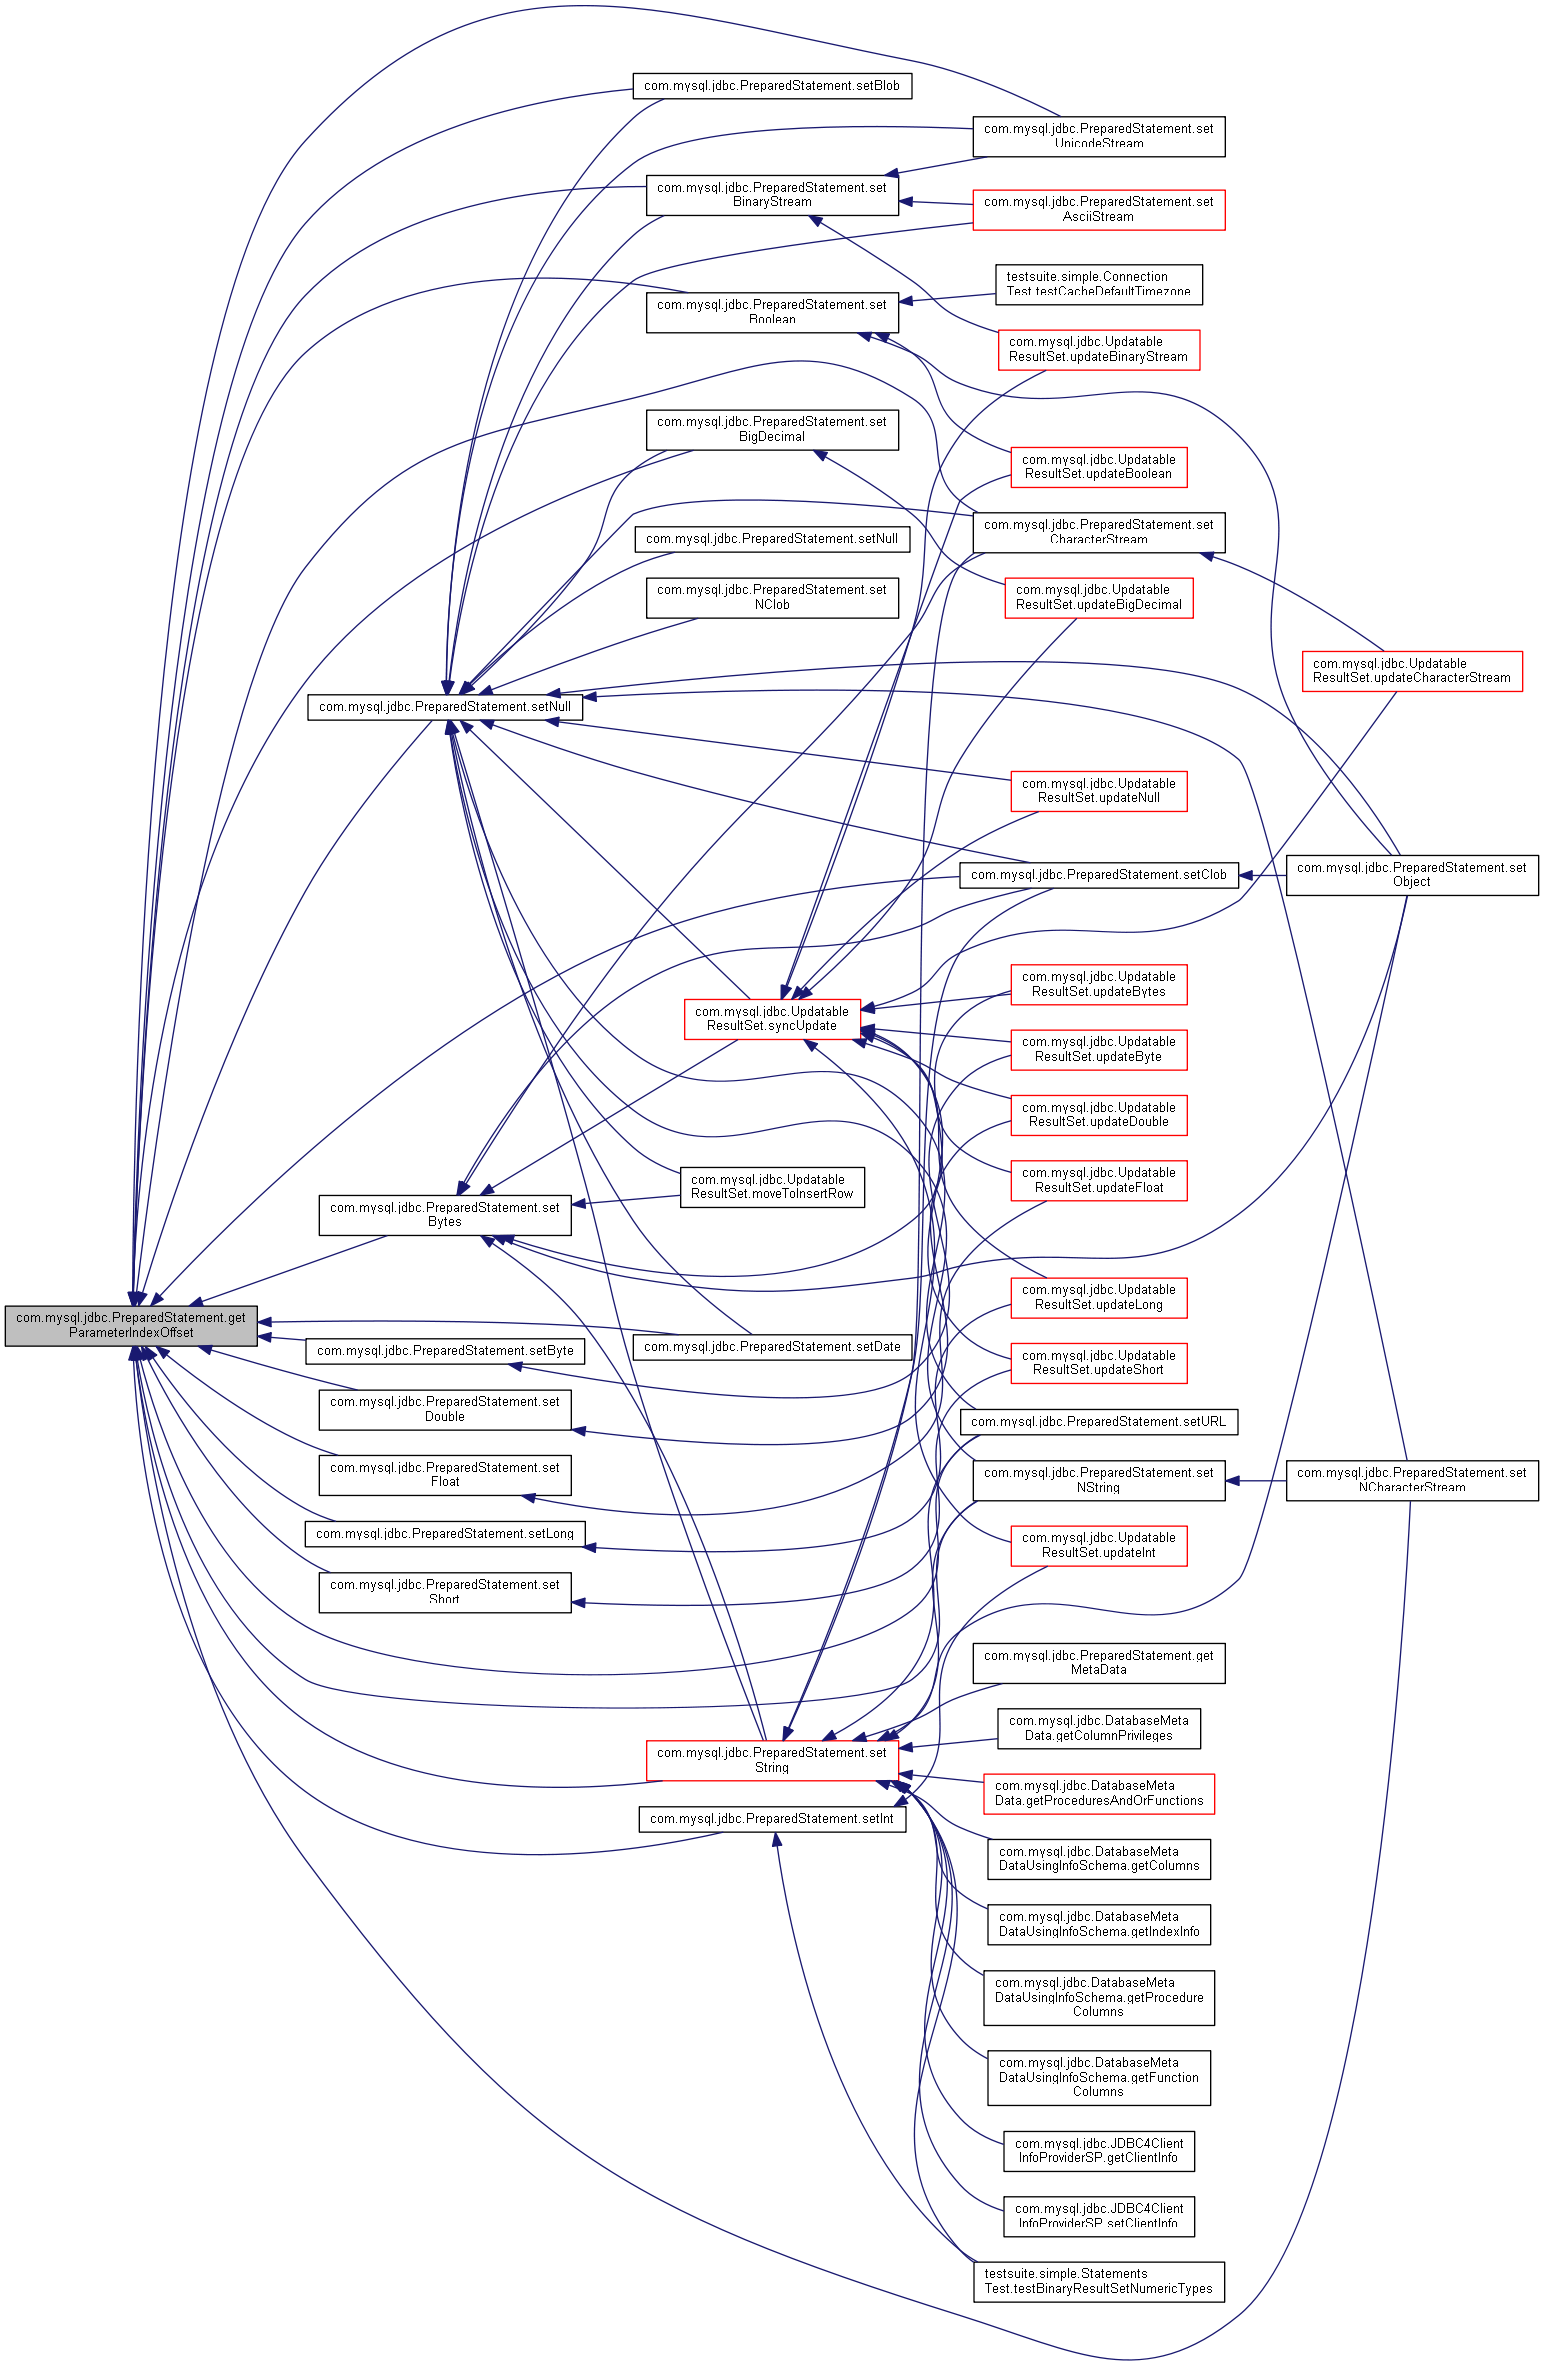 com.mysql.jdbc.PreparedStatement.setBlob
com.mysql.jdbc.PreparedStatement.set
UnicodeStream
com.mysql.jdbc.PreparedStatement.set
BinaryStream
com.mysql.jdbc.PreparedStatement.set
AsciiStream
testsuite.simple.Connection
Test.testCacheDefaultTimezone
com.mysql.jdbc.PreparedStatement.set
Boolean
com.mysql.jdbc.Updatable
ResultSet.updateBinaryStream
com.mysql.jdbc.PreparedStatement.set
BigDecimal
com.mysql.jdbc.Updatable
ResultSet.updateBoolean
com.mysql.jdbc.PreparedStatement.set
CharacterStream
com.mysql.jdbc.PreparedStatement.setNull
com.mysql.jdbc.PreparedStatement.set
NClob
com.mysql.jdbc.Updatable
ResultSet.updateBigDecimal
com.mysql.jdbc.Updatable
ResultSet.updateCharacterStream
com.mysql.jdbc.PreparedStatement.setNull
com.mysql.jdbc.Updatable
ResultSet.updateNull
com.mysql.jdbc.PreparedStatement.setClob
com.mysql.jdbc.PreparedStatement.set
Object
com.mysql.jdbc.Updatable
ResultSet.updateBytes
com.mysql.jdbc.Updatable
ResultSet.syncUpdate
com.mysql.jdbc.Updatable
ResultSet.updateByte
com.mysql.jdbc.Updatable
ResultSet.updateDouble
com.mysql.jdbc.Updatable
ResultSet.updateFloat
com.mysql.jdbc.Updatable
ResultSet.moveToInsertRow
com.mysql.jdbc.PreparedStatement.set
Bytes
com.mysql.jdbc.Updatable
ResultSet.updateLong
com.mysql.jdbc.PreparedStatement.get
ParameterIndexOffset
com.mysql.jdbc.PreparedStatement.setDate
com.mysql.jdbc.PreparedStatement.setByte
com.mysql.jdbc.Updatable
ResultSet.updateShort
com.mysql.jdbc.PreparedStatement.set
Double
com.mysql.jdbc.PreparedStatement.setURL
com.mysql.jdbc.PreparedStatement.set
Float
com.mysql.jdbc.PreparedStatement.set
NString
com.mysql.jdbc.PreparedStatement.set
NCharacterStream
com.mysql.jdbc.PreparedStatement.setLong
com.mysql.jdbc.Updatable
ResultSet.updateInt
com.mysql.jdbc.PreparedStatement.set
Short
com.mysql.jdbc.PreparedStatement.get
MetaData
com.mysql.jdbc.DatabaseMeta
Data.getColumnPrivileges
com.mysql.jdbc.PreparedStatement.set
String
com.mysql.jdbc.DatabaseMeta
Data.getProceduresAndOrFunctions
com.mysql.jdbc.PreparedStatement.setInt
com.mysql.jdbc.DatabaseMeta
DataUsingInfoSchema.getColumns
com.mysql.jdbc.DatabaseMeta
DataUsingInfoSchema.getIndexInfo
com.mysql.jdbc.DatabaseMeta
DataUsingInfoSchema.getProcedure
Columns
com.mysql.jdbc.DatabaseMeta
DataUsingInfoSchema.getFunction
Columns
com.mysql.jdbc.JDBC4Client
InfoProviderSP.getClientInfo
com.mysql.jdbc.JDBC4Client
InfoProviderSP.setClientInfo
testsuite.simple.Statements
Test.testBinaryResultSetNumericTypes